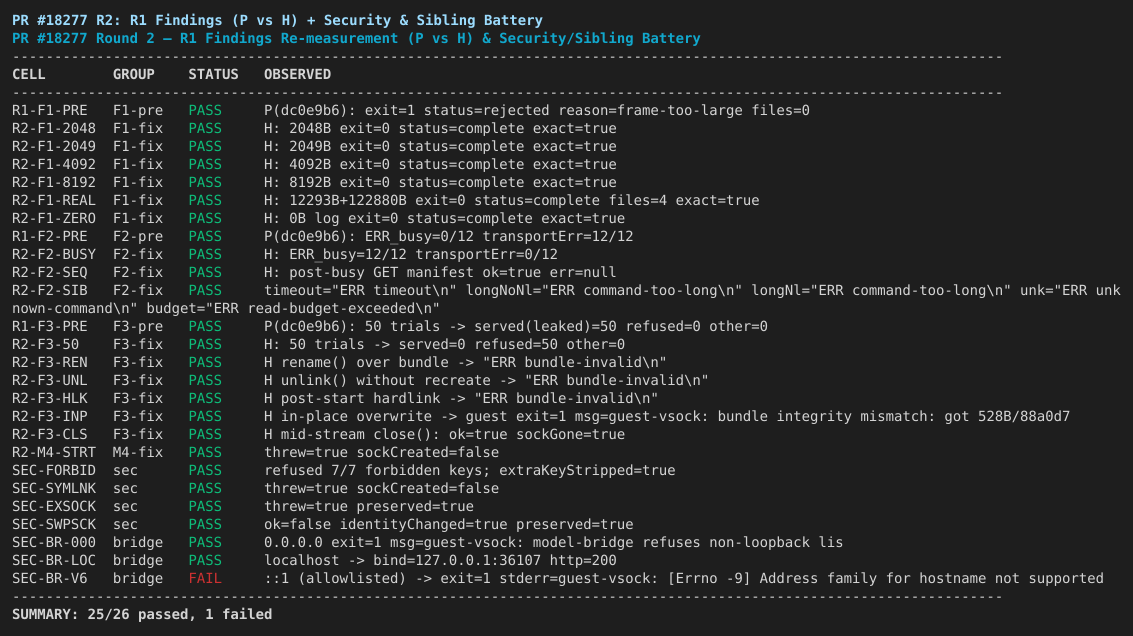 PR #18277 R2: R1 Findings (P vs H) + Security & Sibling Battery
PR #18277 Round 2 — R1 Findings Re-measurement (P vs H) & Security/Sibling Battery
----------------------------------------------------------------------------------------------------------------------
CELL GROUP STATUS OBSERVED
----------------------------------------------------------------------------------------------------------------------
R1-F1-PRE F1-pre PASS P(dc0e9b6): exit=1 status=rejected reason=frame-too-large files=0
R2-F1-2048 F1-fix PASS H: 2048B exit=0 status=complete exact=true
R2-F1-2049 F1-fix PASS H: 2049B exit=0 status=complete exact=true
R2-F1-4092 F1-fix PASS H: 4092B exit=0 status=complete exact=true
R2-F1-8192 F1-fix PASS H: 8192B exit=0 status=complete exact=true
R2-F1-REAL F1-fix PASS H: 12293B+122880B exit=0 status=complete files=4 exact=true
R2-F1-ZERO F1-fix PASS H: 0B log exit=0 status=complete exact=true
R1-F2-PRE F2-pre PASS P(dc0e9b6): ERR_busy=0/12 transportErr=12/12
R2-F2-BUSY F2-fix PASS H: ERR_busy=12/12 transportErr=0/12
R2-F2-SEQ F2-fix PASS H: post-busy GET manifest ok=true err=null
R2-F2-SIB F2-fix PASS timeout="ERR timeout\n" longNoNl="ERR command-too-long\n" longNl="ERR command-too-long\n" unk="ERR unk
nown-command\n" budget="ERR read-budget-exceeded\n"
R1-F3-PRE F3-pre PASS P(dc0e9b6): 50 trials -> served(leaked)=50 refused=0 other=0
R2-F3-50 F3-fix PASS H: 50 trials -> served=0 refused=50 other=0
R2-F3-REN F3-fix PASS H rename() over bundle -> "ERR bundle-invalid\n"
R2-F3-UNL F3-fix PASS H unlink() without recreate -> "ERR bundle-invalid\n"
R2-F3-HLK F3-fix PASS H post-start hardlink -> "ERR bundle-invalid\n"
R2-F3-INP F3-fix PASS H in-place overwrite -> guest exit=1 msg=guest-vsock: bundle integrity mismatch: got 528B/88a0d7
R2-F3-CLS F3-fix PASS H mid-stream close(): ok=true sockGone=true
R2-M4-STRT M4-fix PASS threw=true sockCreated=false
SEC-FORBID sec PASS refused 7/7 forbidden keys; extraKeyStripped=true
SEC-SYMLNK sec PASS threw=true sockCreated=false
SEC-EXSOCK sec PASS threw=true preserved=true
SEC-SWPSCK sec PASS ok=false identityChanged=true preserved=true
SEC-BR-000 bridge PASS 0.0.0.0 exit=1 msg=guest-vsock: model-bridge refuses non-loopback lis
SEC-BR-LOC bridge PASS localhost -> bind=127.0.0.1:36107 http=200
SEC-BR-V6 bridge FAIL ::1 (allowlisted) -> exit=1 stderr=guest-vsock: [Errno -9] Address family for hostname not supported
----------------------------------------------------------------------------------------------------------------------
SUMMARY: 25/26 passed, 1 failed